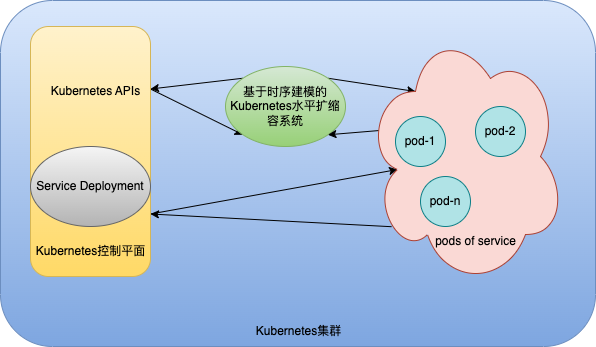 Kubernetes APIs
基于时序建模的
Kubernetes水平扩缩
容系统
pod-1
pod-2
Service Deployment
pod-n
Kubernetes控制平面
pods of service
Kubernetes集群